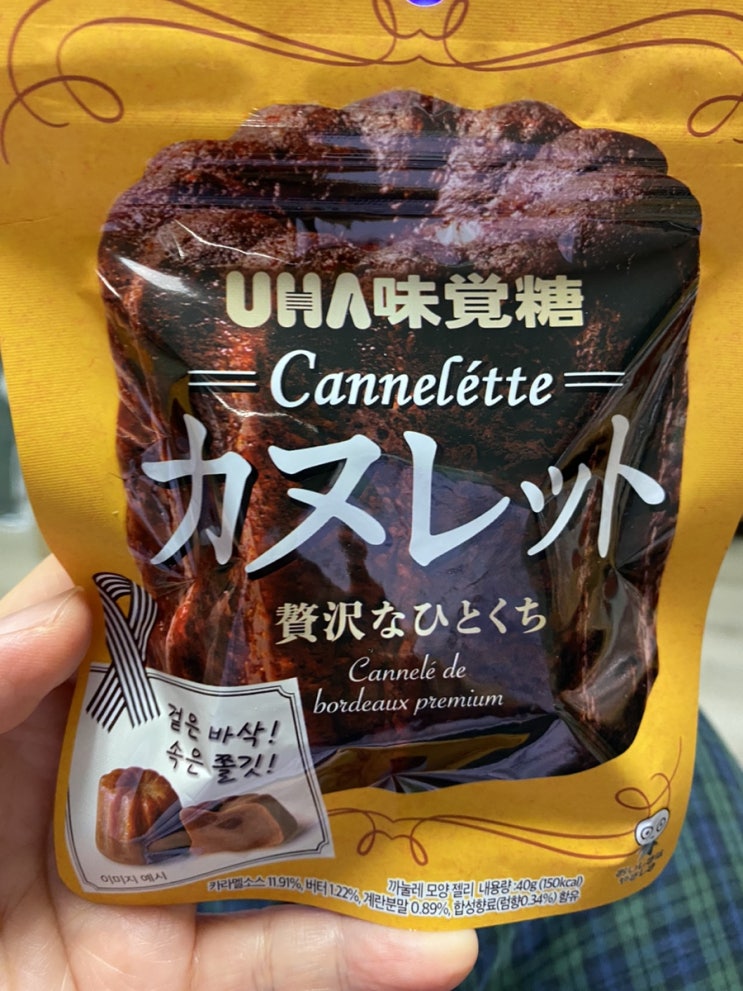 UHA味覚糖
Cannelétte
カヌレット
贅沢なひとくち
Cannelé de
bordeaux premium
겉은 바삭!
속은 쫄깃!
이미지 예시
까눌레 모양 젤리 내용량:40g (150kcal)
카라멜소스 11.91%, 버터 1.22%, 계란분말 0.89%, 합성향료(럼향0.34%) 함유